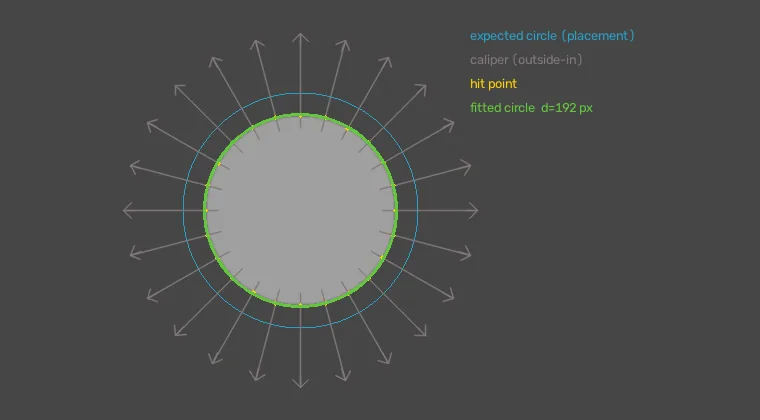 expected circle (placement)
caliper (outside-in)
hit point
fitted circle d=192 px